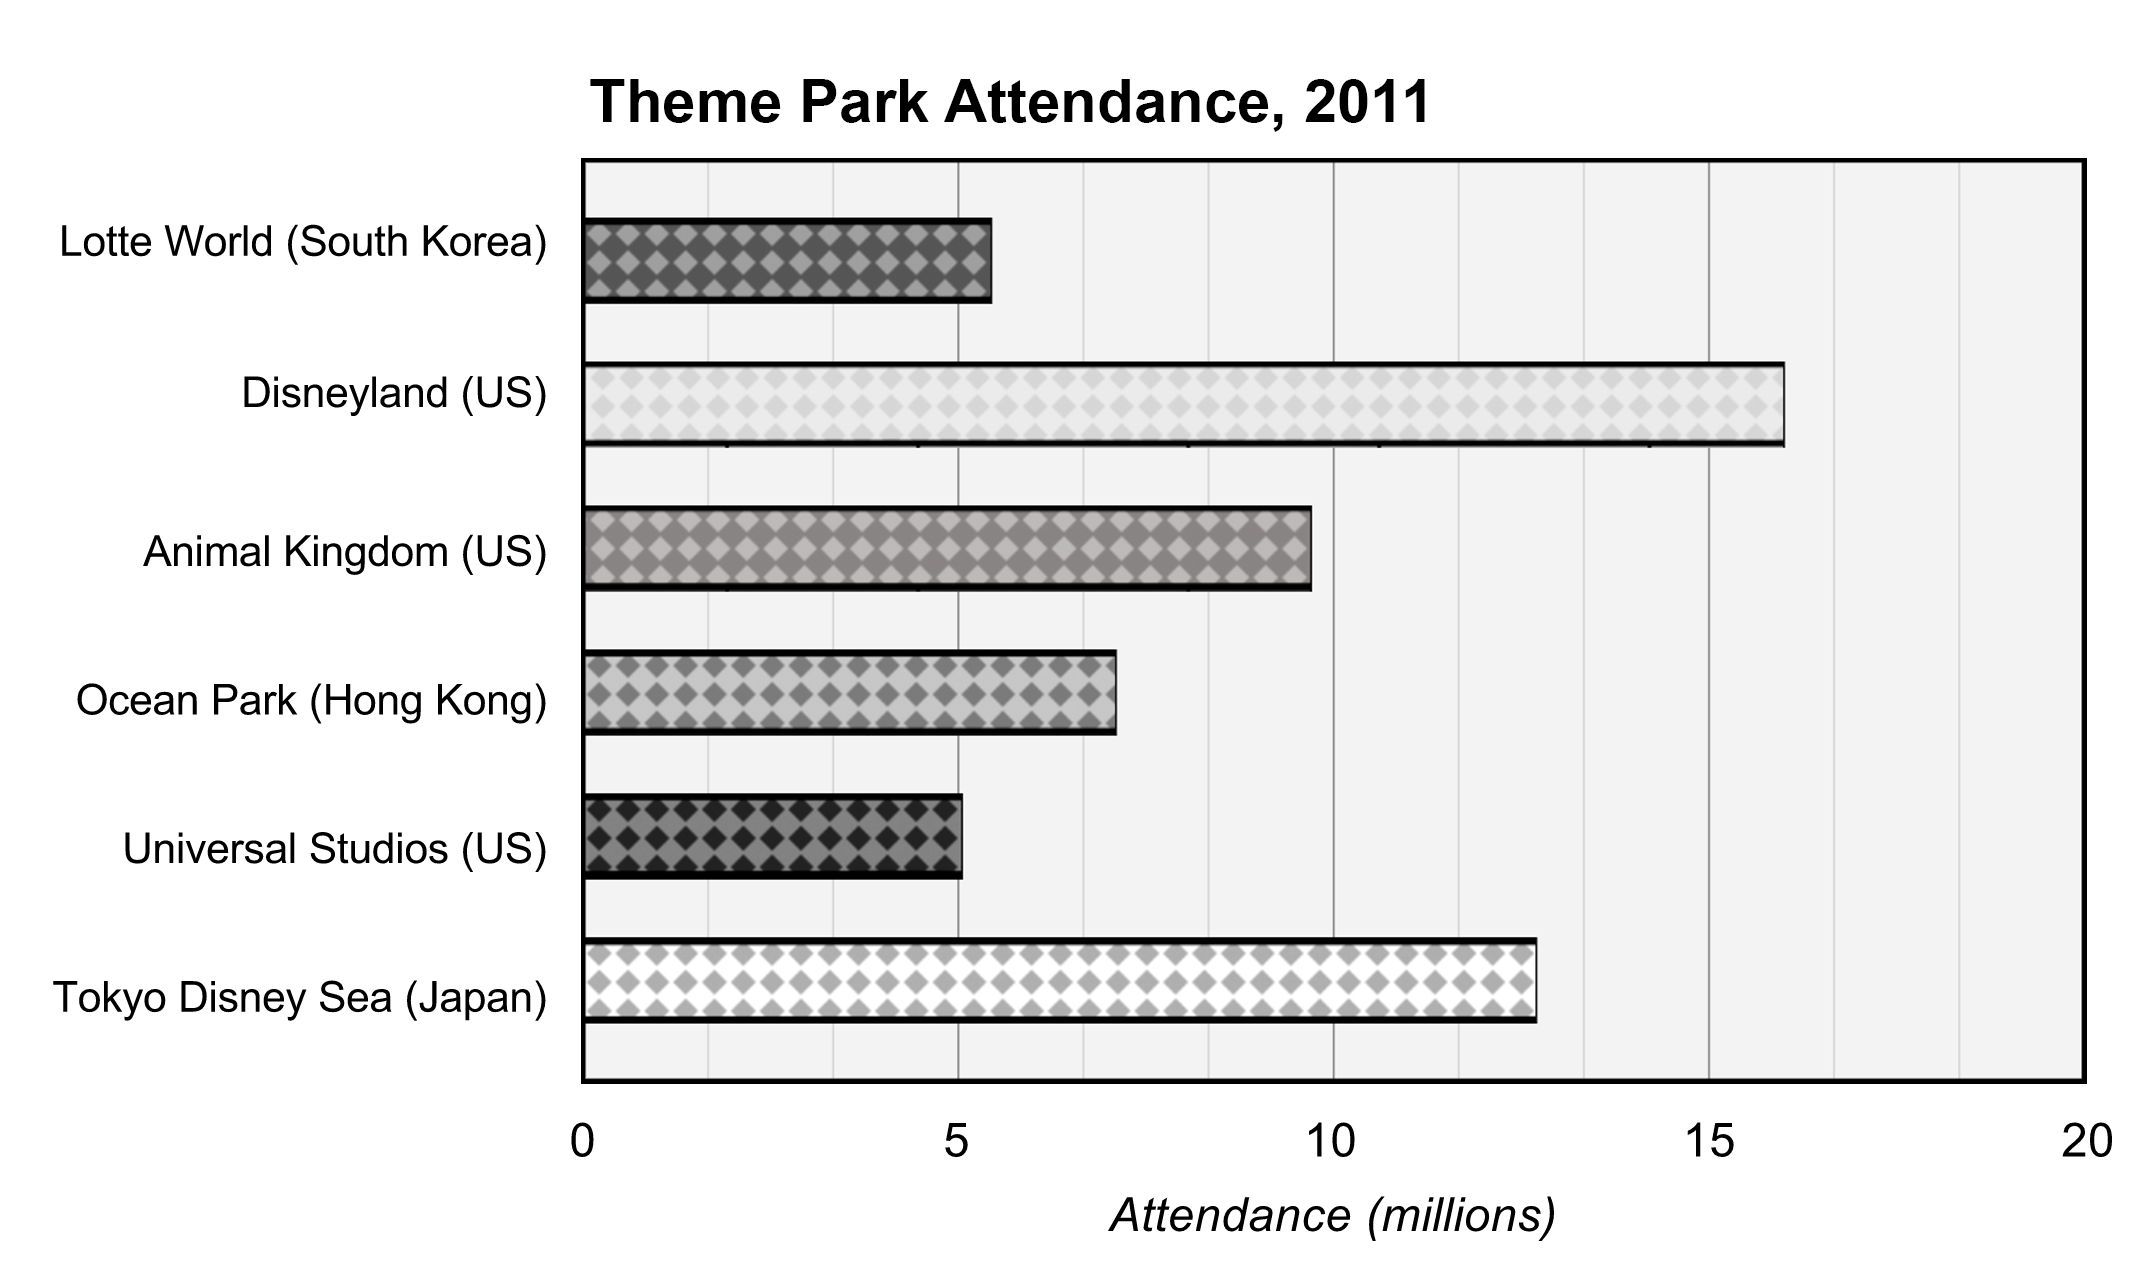 Theme Park Attendance, 2011
Lotte World (South Korea)
Disneyland (US)
Animal Kingdom (US)
Ocean Park (Hong Kong)
Universal Studios (US)
Tokyo Disney Sea (Japan)
0 5 10 15 20
Attendance (millions)